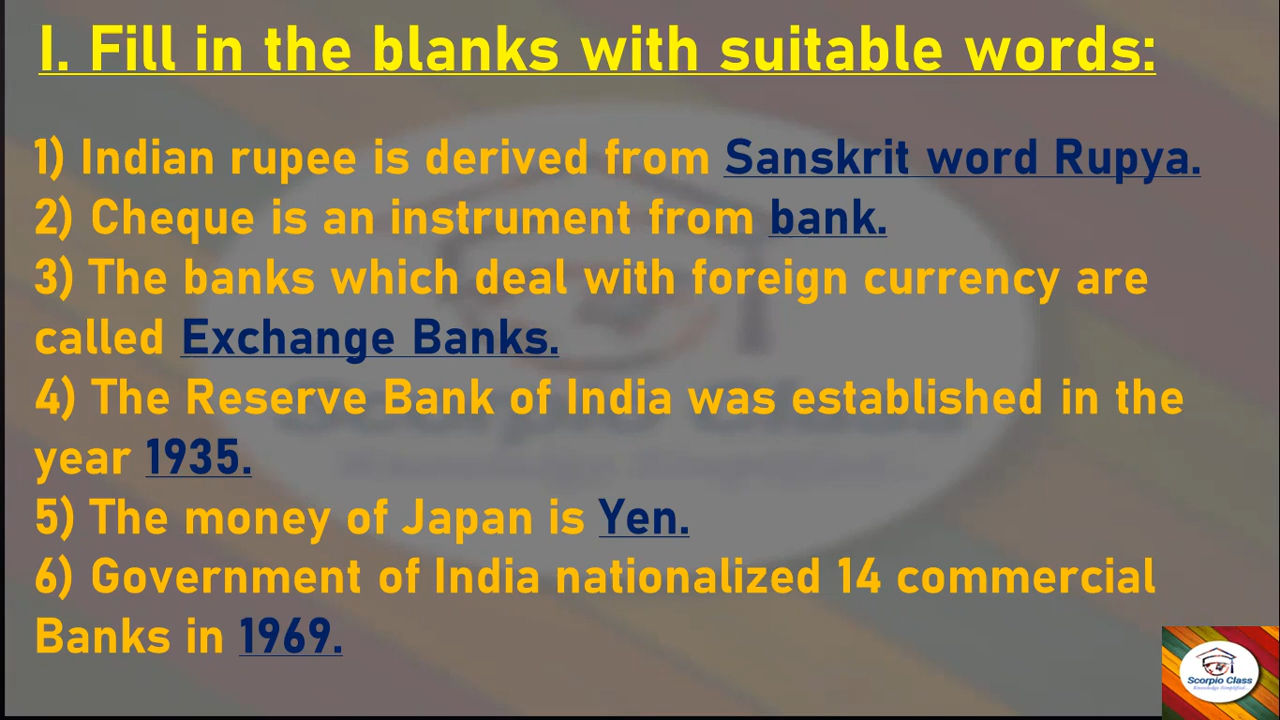 I. Fill in the blanks with suitable words:
1) Indian rupee is derived from Sanskrit word Rupya.
2) Cheque is an instrument from bank.
3) The banks which deal with foreign currency are
called Exchange Banks.
4) The Reserve Bank of India was established in the
year 1935.
5) The money of Japan is Yen.
6) Government of India nationalized 14 commercial
Banks in 1969.
Scorpio Class
Knowledge Simplified...